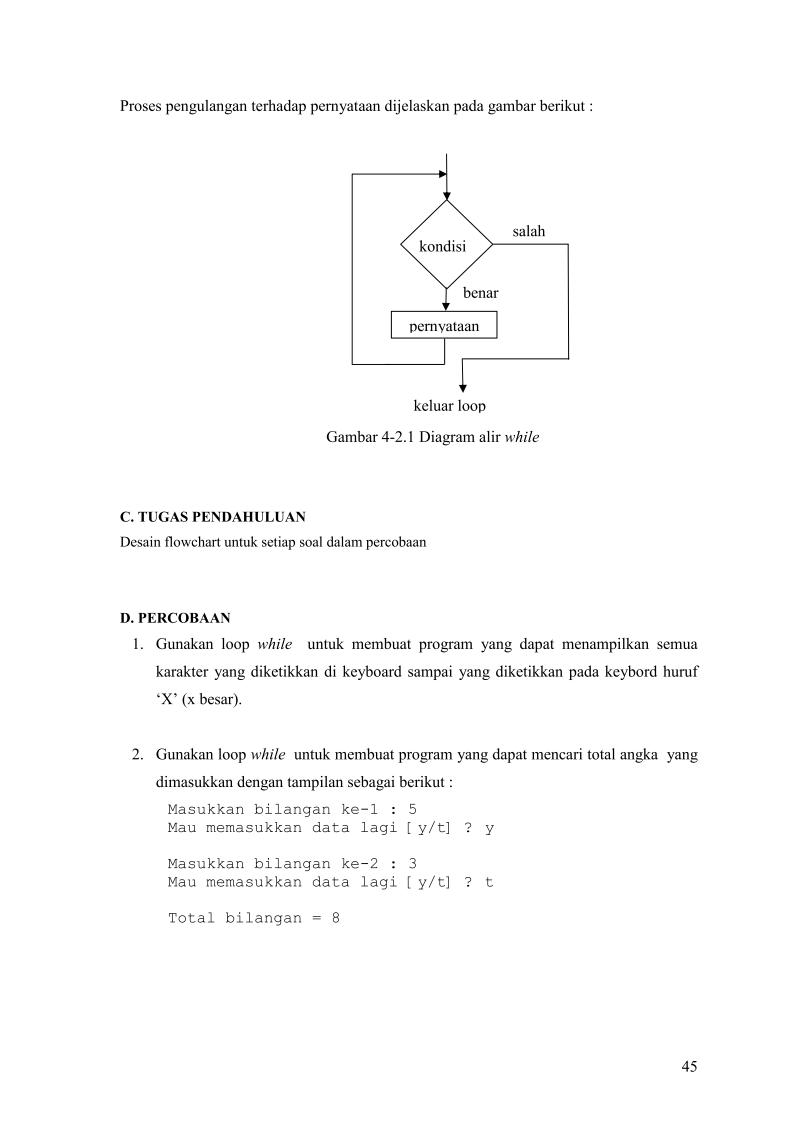 Proses pengulangan terhadap pernyataan dijelaskan pada gambar berikut :
salah
kondisi
benar
pernyataan
keluar loop
Gambar 4-2.1 Diagram alir while
C. TUGAS PENDAHULUAN
Desain flowchart untuk setiap soal dalam percobaan
D. PERCOBAAN
1. Gunakan loop while untuk membuat program yang dapat menampilkan semua
karakter yang diketikkan di keyboard sampai yang diketikkan pada keybord huruf
‘X’ (x besar).
2. Gunakan loop while untuk membuat program yang dapat mencari total angka yang
dimasukkan dengan tampilan sebagai berikut :
Masukkan bilangan ke-1 : 5
Mau memasukkan data lagi [y/t] ? y
Masukkan bilangan ke-2 : 3
Mau memasukkan data lagi [y/t] ? t
Total bilangan = 8
45